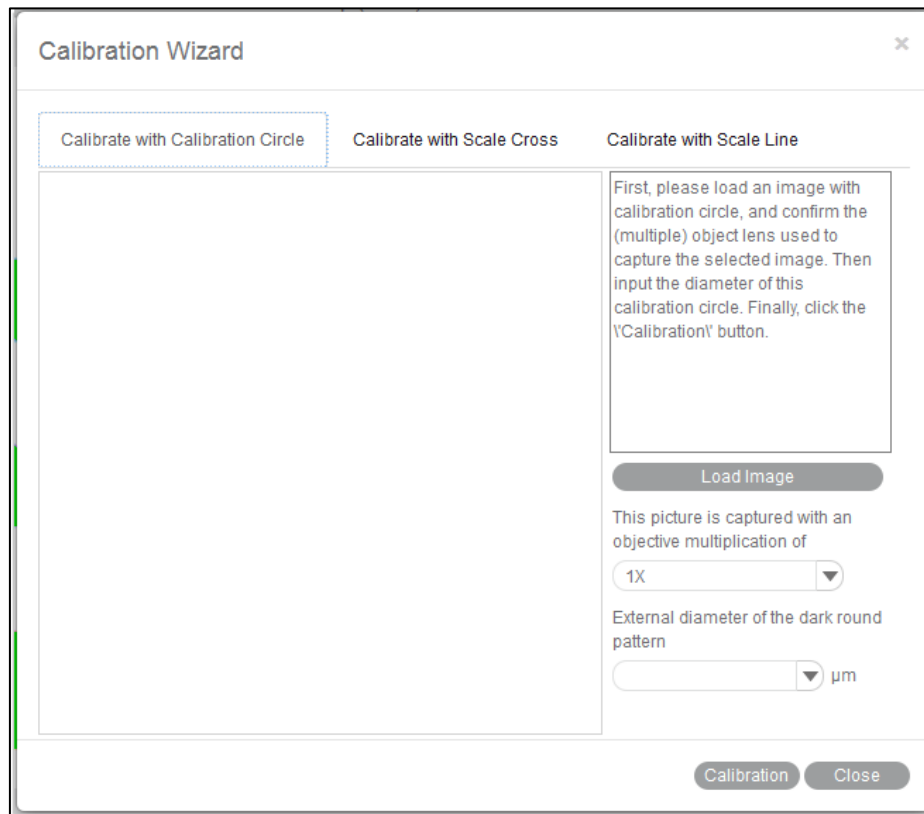 Calibration Wizard
×
Calibrate with Calibration Circle
Calibrate with Scale Cross
Calibrate with Scale Line
First, please load an image with
calibration circle, and confirm the
(multiple) object lens used to
capture the selected image. Then
input the diameter of this
calibration circle. Finally, click the
\'Calibration\' button.
Load Image
This picture is captured with an
objective multiplication of
1X
External diameter of the dark round
pattern
µm
Calibration
Close